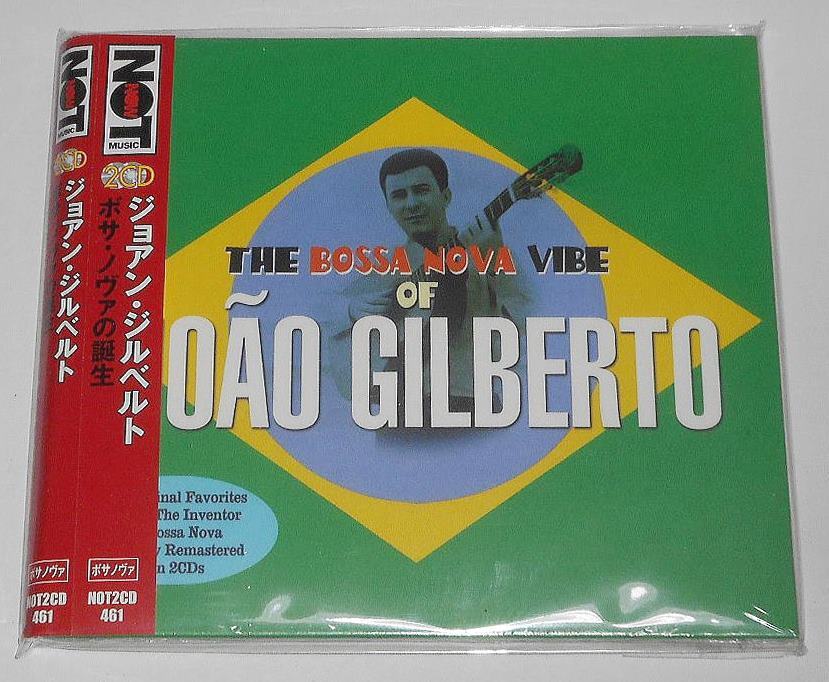 NOT
NOW
MUSIC
2CD
ジョアン・ジルベルト
ボサノヴァ
NOT2CD
461
NOT
NOW
MUSIC
2CD
ジョアン・ジルベルト
ボサ・ノヴァの誕生
ボサノヴァ
NOT2CD
461
THE BOSSA NOVA VIBE
OF
OÃO GILBERTO
inal Favorites
The Inventor
ossa Nova
y Remastered
n 2CDs